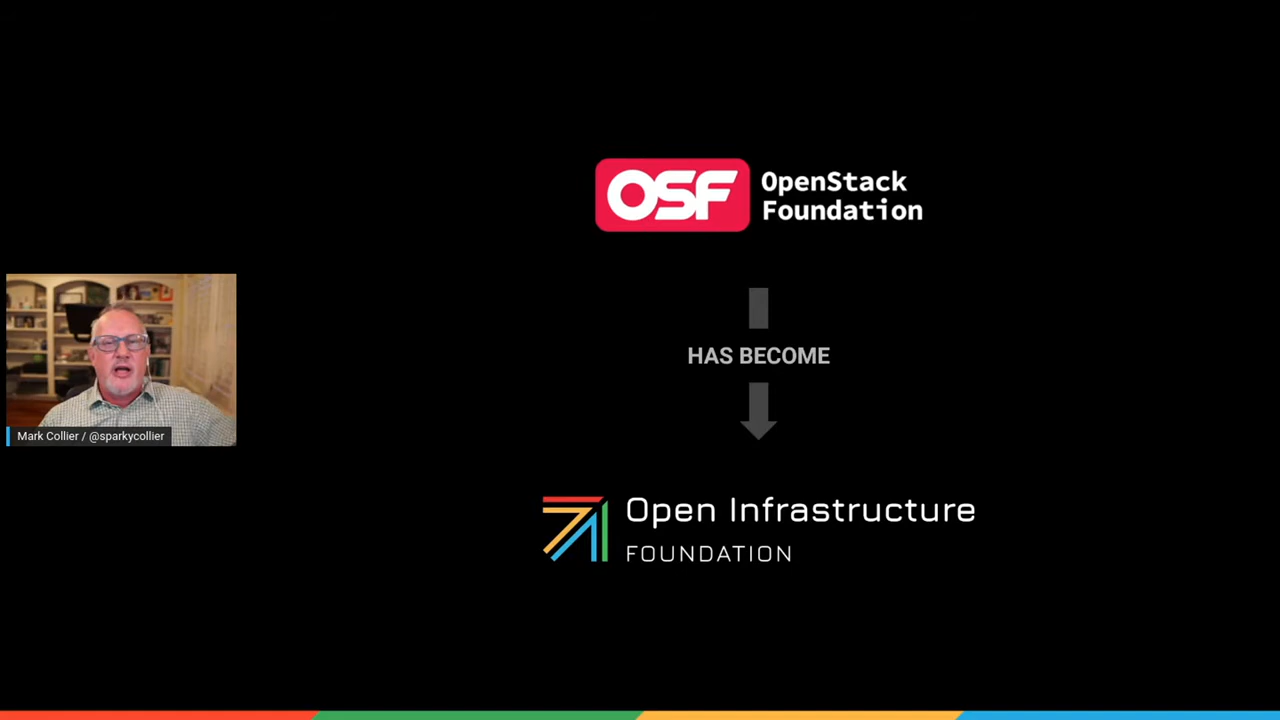 OSF
OpenStack
Foundation
HAS BECOME
Mark Collier / @sparkycollier
Open Infrastructure
FOUNDATION